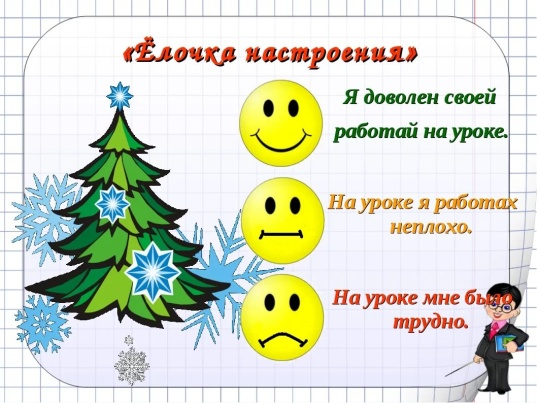 «Ёлочка настроения»
Я доволен своей
работай на уроке.
На уроке я работах
неплохо.
На уроке мне было
трудно.